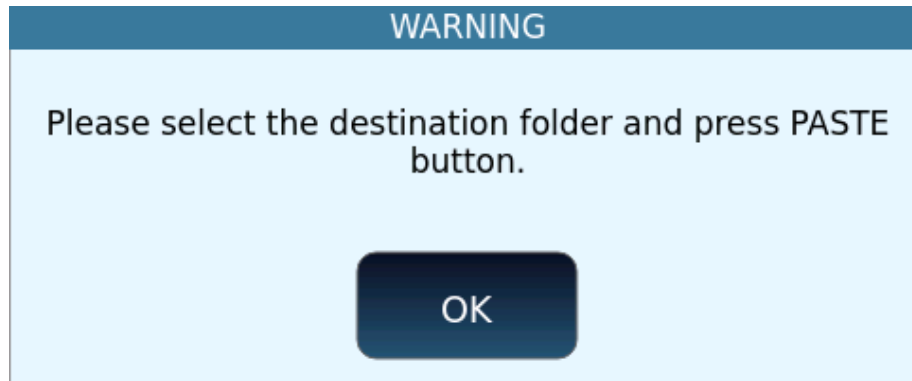 WARNING
Please select the destination folder and press PASTE
button.
OK